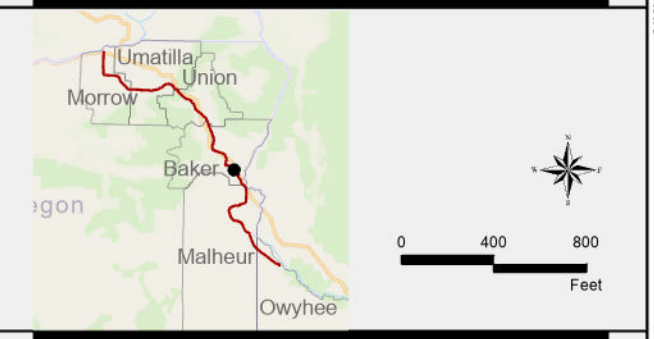 Umatilla
Union
Morrow
Baker
egon
Malheur
Owyhee
N
W
S
0 400 800
Feet